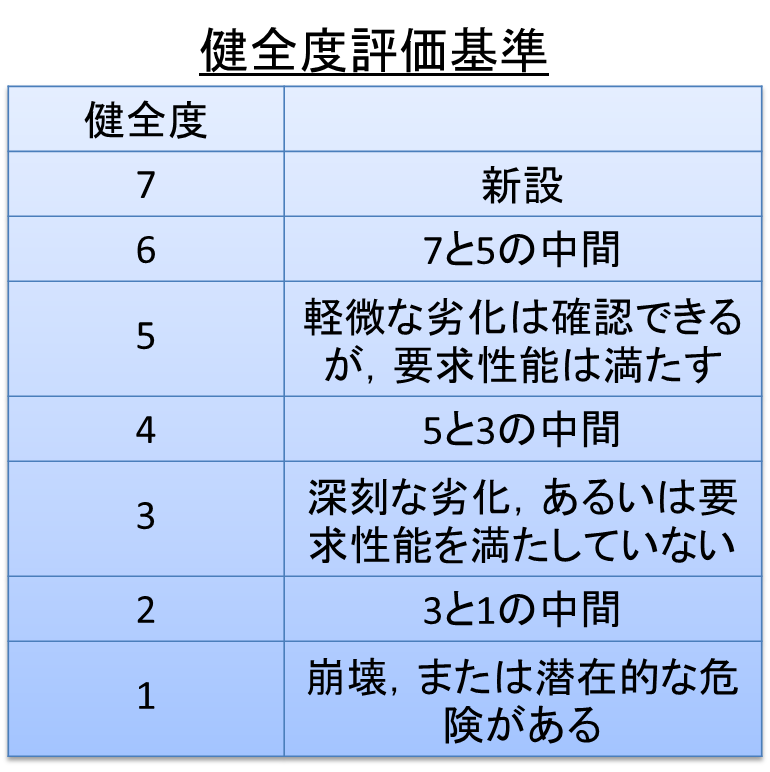 健全度評価基準
健全度
7
新設
6
7と5の中間
5
軽微な劣化は確認できる
が，要求性能は満たす
4
5と3の中間
3
深刻な劣化，あるいは要
求性能を満たしていない
2
3と1の中間
1
崩壊，または潜在的な危
険がある